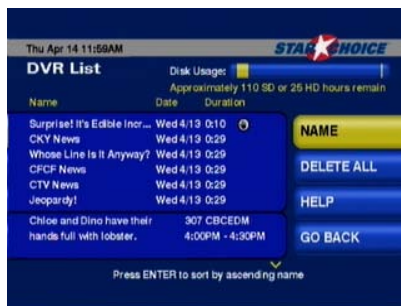 Thu Apr 14 11:59AM
STAR CHOICE
DVR List
Disk Usage:
Approximately 110 SD or 25 HD hours remain
Name Date Duration
Surprise! It's Edible Incr... Wed 4/13 0:10
CKY News Wed 4/13 0:29
Whose Line Is It Anyway? Wed 4/13 0:29
CFCF News Wed 4/13 0:29
CTV News Wed 4/13 0:29
Jeopardy! Wed 4/13 0:29
NAME
DELETE ALL
HELP
GO BACK
Chloe and Dino have their 307 CBCEDM
hands full with lobster. 4:00PM - 4:30PM
Press ENTER to sort by ascending name